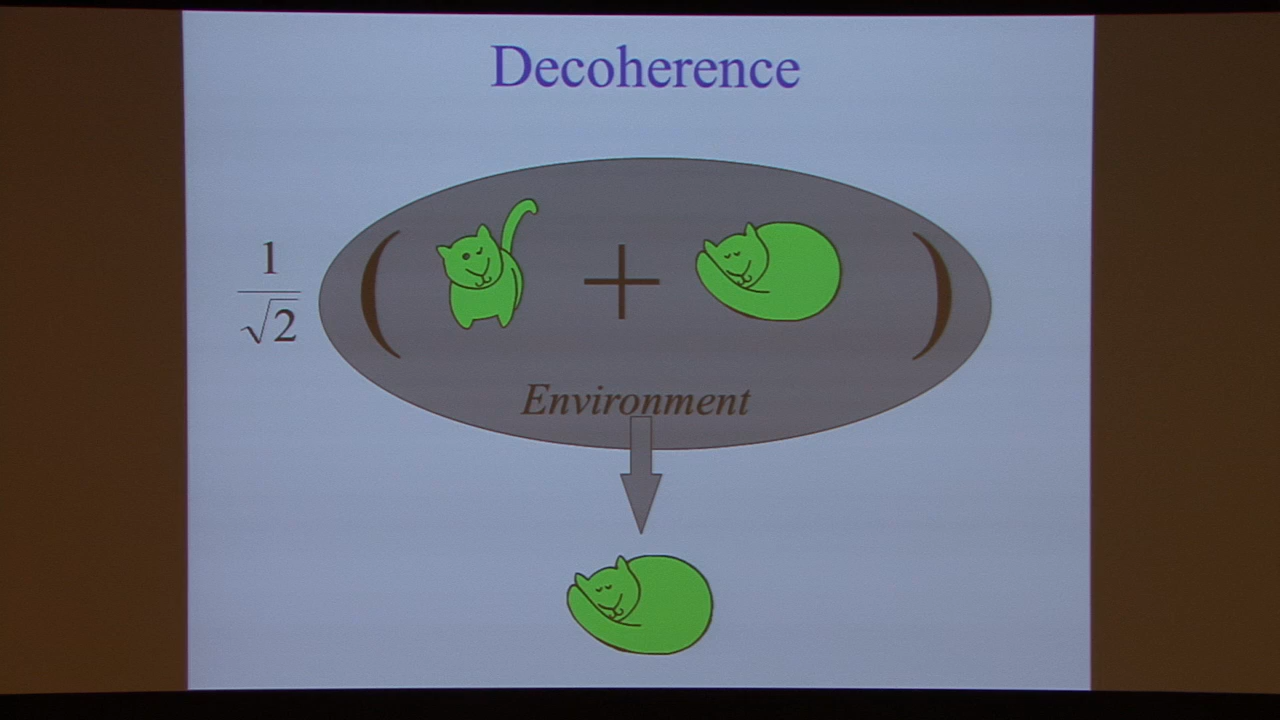 Decoherence
1
√2
( + )
Environment